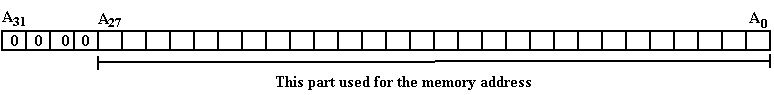 A31 A27 A0
0 0 0 0
This part used for the memory address